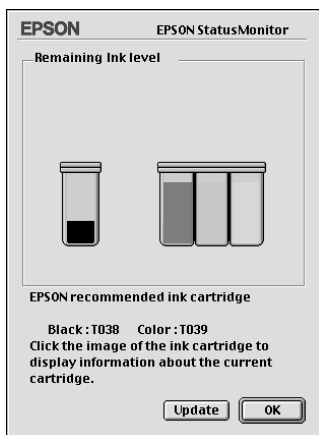 EPSON EPSON StatusMonitor
Remaining Ink level
EPSON recommended ink cartridge
Black : T038 Color : T039
Click the image of the ink cartridge to
display information about the current
cartridge.
Update OK